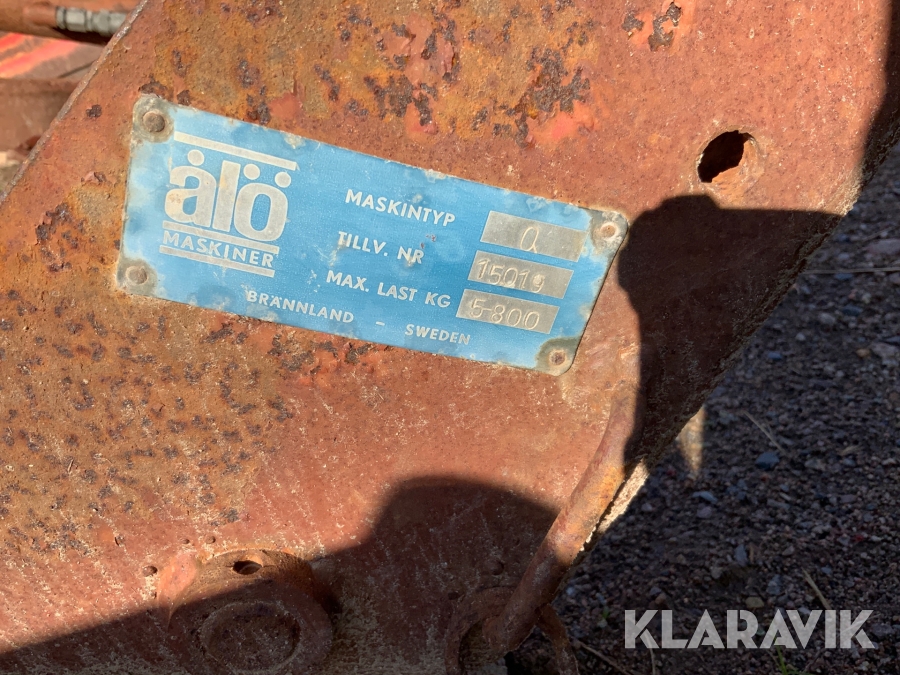 ålö
MASKINER
MASKINTYP Q
TILLV. NR 15019
MAX. LAST KG 5-800
BRÄNNLAND – SWEDEN
KLARAVIK